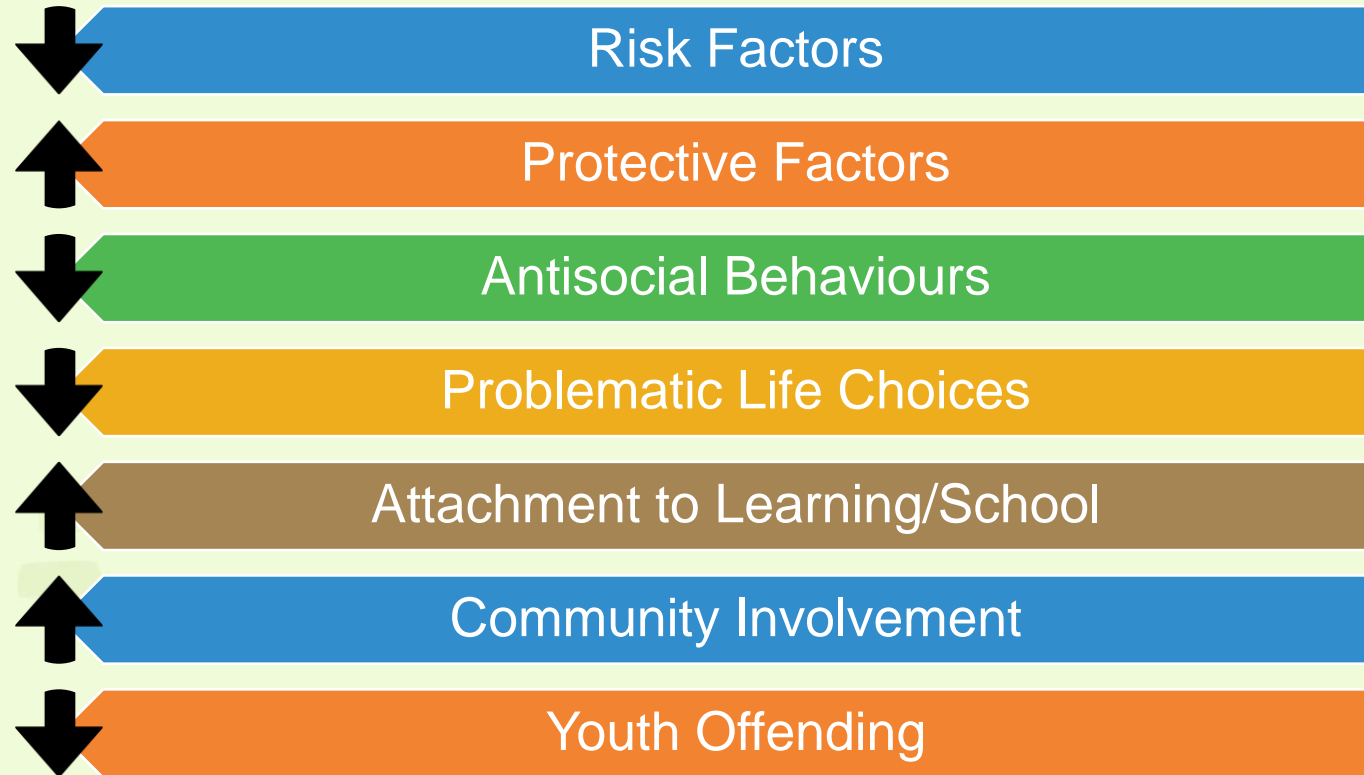 Risk Factors
Protective Factors
Antisocial Behaviours
Problematic Life Choices
Attachment to Learning/School
Community Involvement
Youth Offending